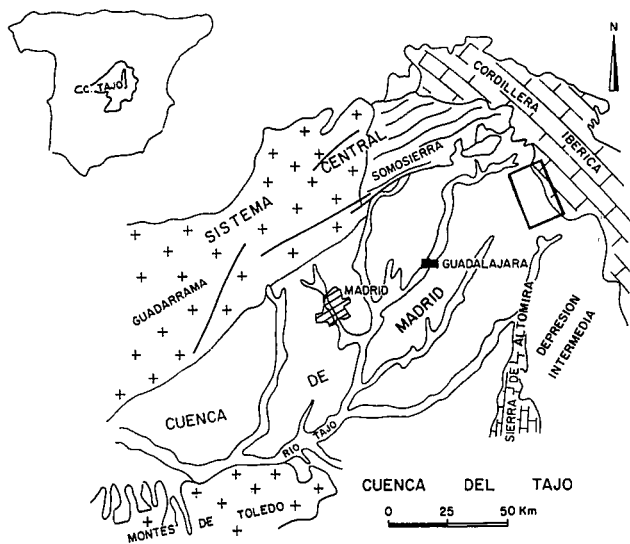 C.C. TAJO
N
CORDILLERA
IBERICA
SISTEMA
CENTRAL
SOMOSIERRA
GUADARRAMA
GUADALAJARA
MADRID
CUENCA
DE
MADRID
RIO TAJO
SIERRA DE ALTOMIRA
DEPRESION
INTERMEDIA
MONTES DE TOLEDO
CUENCA DEL TAJO
0 25 50 Km